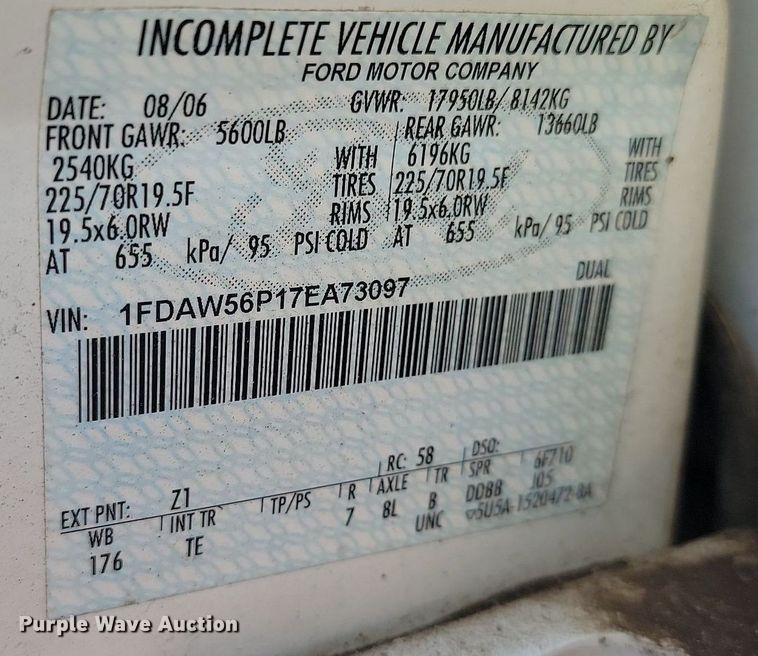 INCOMPLETE VEHICLE MANUFACTURED BY
FORD MOTOR COMPANY
DATE: 08/06 GVWR: 17950LB/ 8142KG
FRONT GAWR: 5600LB REAR GAWR: 13660LB
2540KG WITH 6196KG WITH
225/70R19.5F TIRES 225/70R19.5F TIRES
19.5x6.0RW RIMS 19.5x6.0RW RIMS
AT 655 kPa/ 95 PSI COLD AT 655 kPa/ 95 PSI COLD
DUAL
VIN: 1FDAW56P17EA73097
EXT PNT: Z1 RC: 58 DSO:
WB INT TR TP/PS R AXLE TR SPR 6F710
176 TE 7 8L B DDBB J05
UNC 5U5A-1520472-BA
Purple Wave Auction